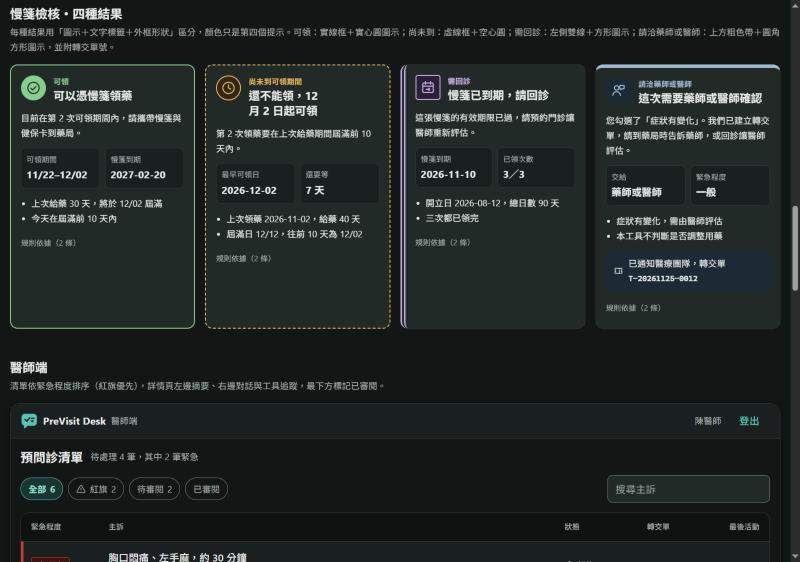 慢箋檢核・四種結果
每種結果用「圖示＋文字標籤＋外框形狀」區分，顏色只是第四個提示。可領：實線框＋實心圓圖示；尚未到：虛線框＋空心圓；需回診：左側雙線＋方形圖示；請洽藥師或醫師：上方粗色帶＋圓角
方形圖示，並附轉交單號。
可領
可以憑慢箋領藥
目前在第 2 次可領期間內，請攜帶慢箋與
健保卡到藥局。
可領期間
11/22–12/02
慢箋到期
2027-02-20
上次給藥 30 天，將於 12/02 屆滿
今天在屆滿前 10 天內
規則依據（2 條）
尚未到可領期間
還不能領，12
月 2 日起可領
第 2 次領藥要在上次給藥期間屆滿前 10
天內。
最早可領日
2026-12-02
還要等
7 天
上次領藥 2026-11-02，給藥 40 天
屆滿日 12/12，往前 10 天為 12/02
規則依據（2 條）
需回診
慢箋已到期，請回診
這張慢箋的有效期限已過，請預約門診讓
醫師重新評估。
慢箋到期
2026-11-10
已領次數
3／3
開立日 2026-08-12，總日數 90 天
三次都已領完
規則依據（2 條）
請洽藥師或醫師
這次需要藥師或醫師確認
您勾選了「症狀有變化」。我們已建立轉交
單，請到藥局時告訴藥師，或回診讓醫師
評估。
交給
藥師或醫師
緊急程度
一般
症狀有變化，需由醫師評估
本工具不判斷是否調整用藥
已通知醫療團隊，轉交單
T-20261125-0012
規則依據（2 條）
醫師端
清單依緊急程度排序（紅旗優先），詳情頁左邊摘要、右邊對話與工具追蹤，最下方標記已審閱。
PreVisit Desk 醫師端
陳醫師
登出
預問診清單 待處理 4 筆，其中 2 筆緊急
全部 6
紅旗 2
待審閱 2
已審閱
搜尋主訴
緊急程度
主訴
狀態
轉交單
最後活動
胸口悶痛、左手麻，約 30 分鐘